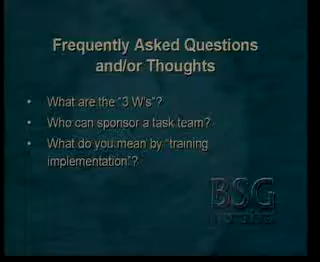 Frequently Asked Questions
and/or Thoughts
• What are the "3 W's"?
• Who can sponsor a task team?
• What do you mean by "training
implementation"?
BSG